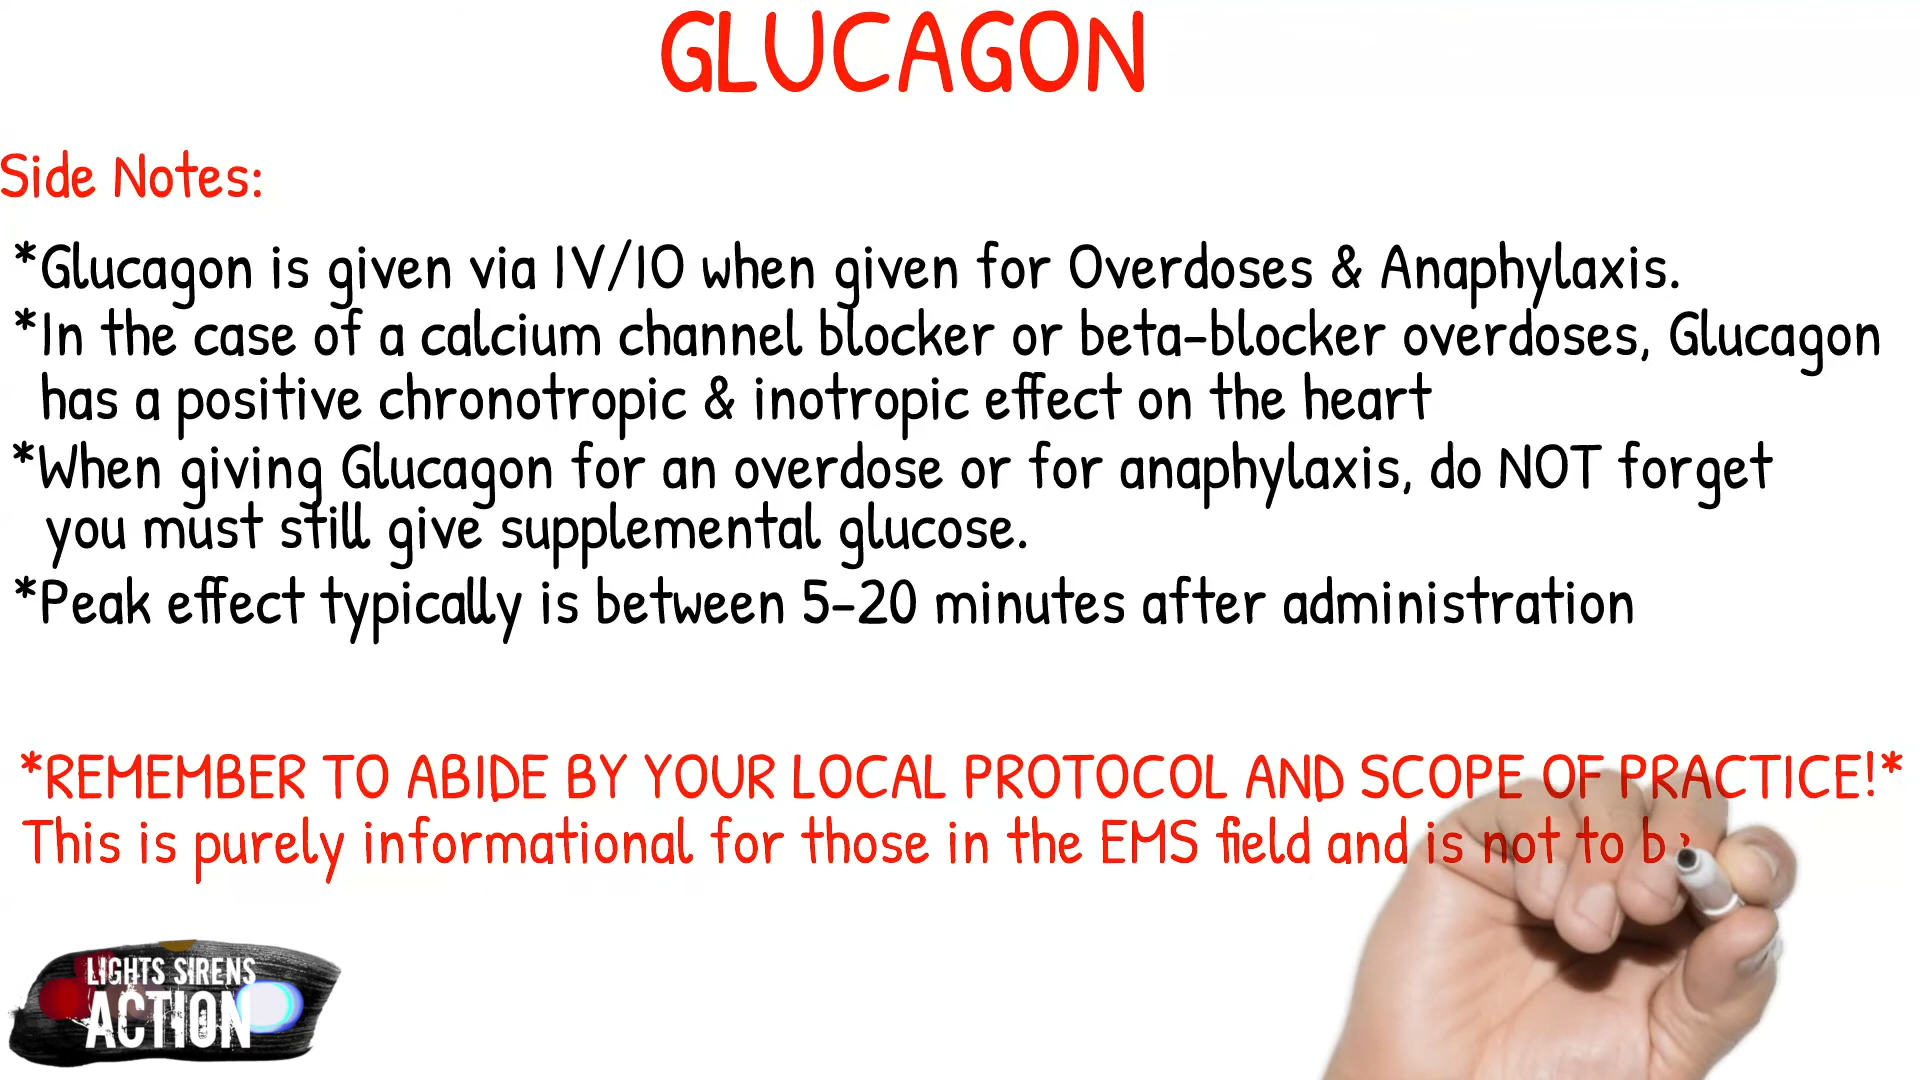 GLUCAGON
Side Notes:
*Glucagon is given via IV/IO when given for Overdoses & Anaphylaxis.
*In the case of a calcium channel blocker or beta-blocker overdoses, Glucagon
has a positive chronotropic & inotropic effect on the heart
*When giving Glucagon for an overdose or for anaphylaxis, do NOT forget
you must still give supplemental glucose.
*Peak effect typically is between 5-20 minutes after administration
*REMEMBER TO ABIDE BY YOUR LOCAL PROTOCOL AND SCOPE OF PRACTICE!*
This is purely informational for those in the EMS field and is not to b
LIGHTS SIRENS
ACTION